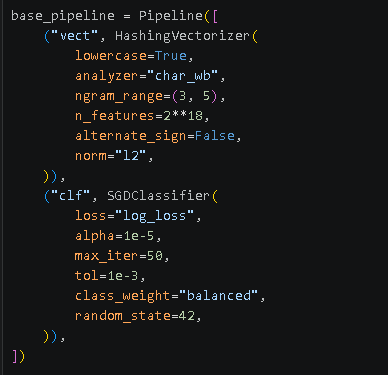 base_pipeline = Pipeline([
    ("vect", HashingVectorizer(
        lowercase=True,
        analyzer="char_wb",
        ngram_range=(3, 5),
        n_features=2**18,
        alternate_sign=False,
        norm="l2",
    )),
    ("clf", SGDClassifier(
        loss="log_loss",
        alpha=1e-5,
        max_iter=50,
        tol=1e-3,
        class_weight="balanced",
        random_state=42,
    )),
])